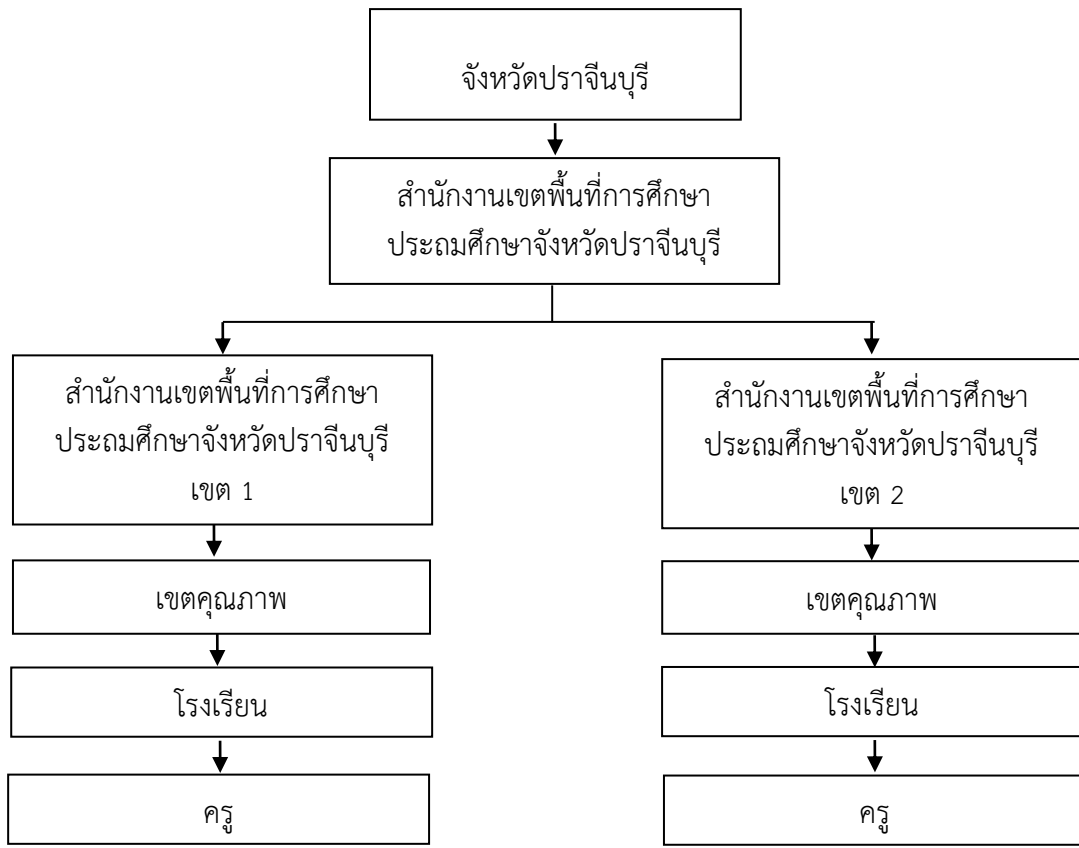 จังหวัดปราจีนบุรี
สำนักงานเขตพื้นที่การศึกษา
ประถมศึกษาจังหวัดปราจีนบุรี
สำนักงานเขตพื้นที่การศึกษา
ประถมศึกษาจังหวัดปราจีนบุรี
เขต 1
เขตคุณภาพ
โรงเรียน
ครู
สำนักงานเขตพื้นที่การศึกษา
ประถมศึกษาจังหวัดปราจีนบุรี
เขต 2
เขตคุณภาพ
โรงเรียน
ครู